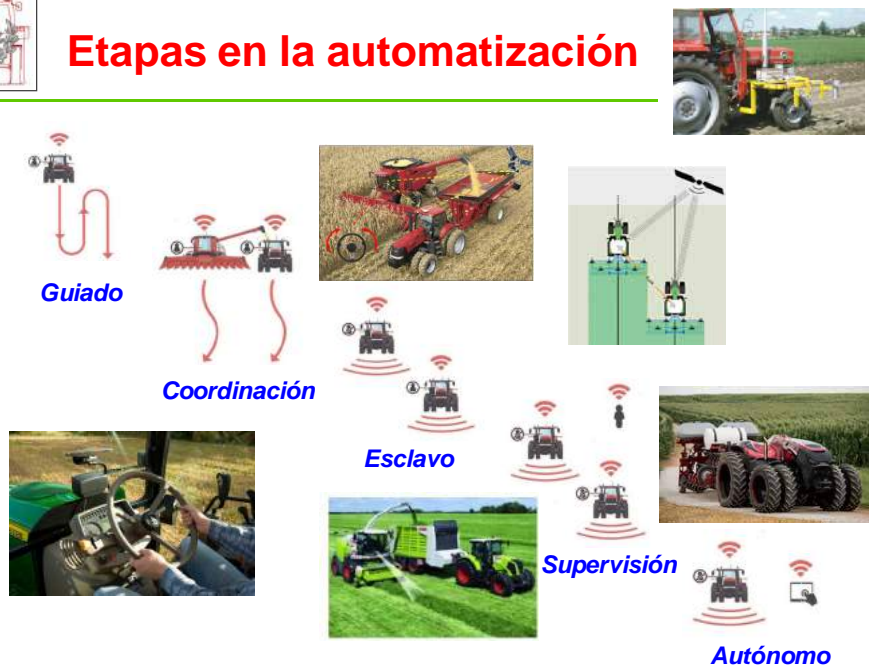 Etapas en la automatización
Guiado
Coordinación
Esclavo
Supervisión
Autónomo